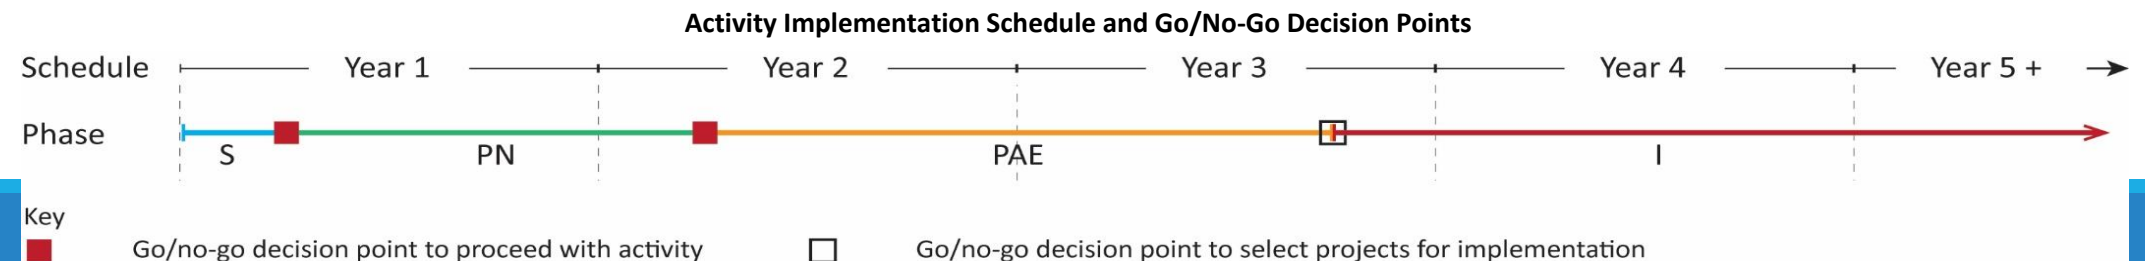 Activity Implementation Schedule and Go/No-Go Decision Points
Schedule Year 1 Year 2 Year 3 Year 4 Year 5 +
Phase
S PN PAE I
Key
Go/no-go decision point to proceed with activity Go/no-go decision point to select projects for implementation